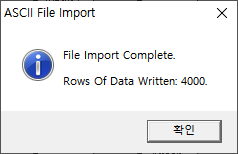 ASCII File Import
File Import Complete.
Rows Of Data Written: 4000.
확인